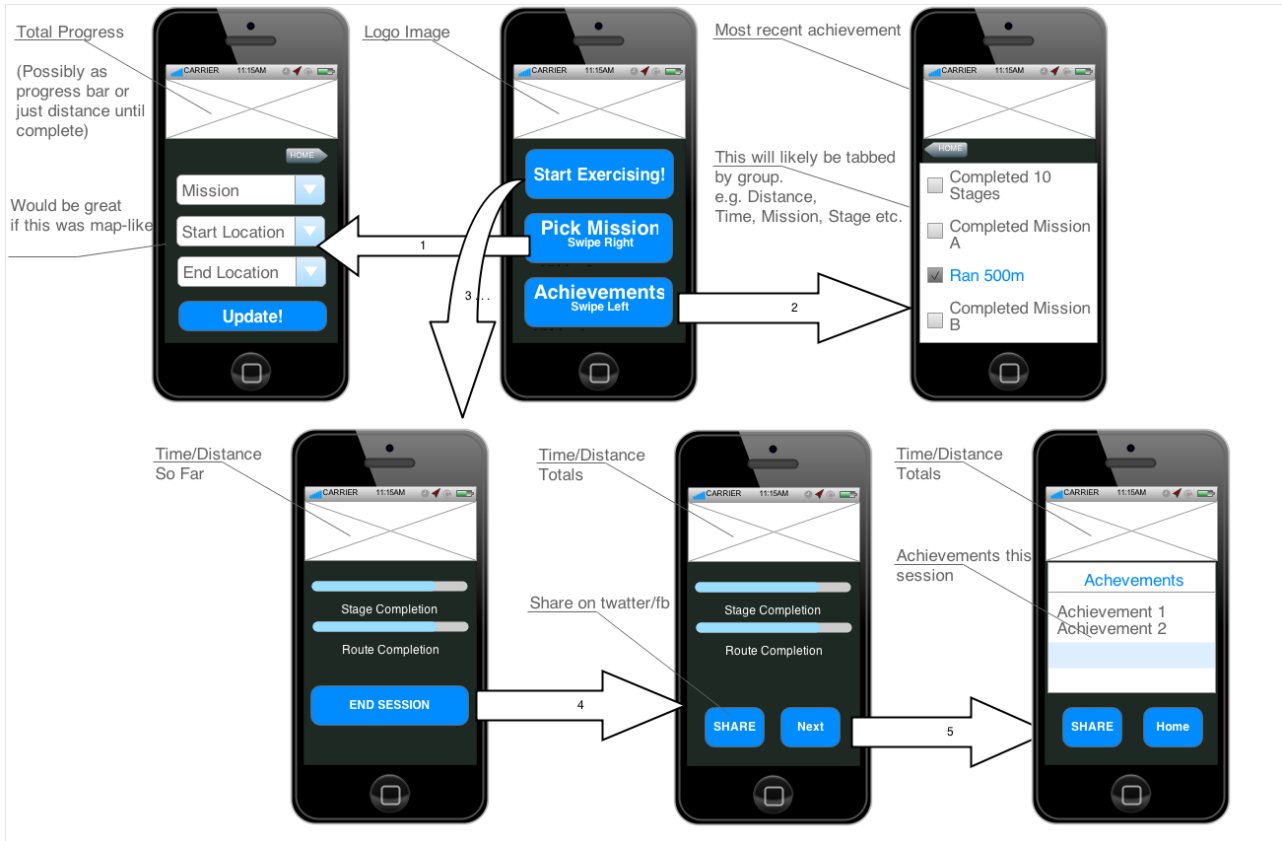 Total Progress
(Possibly as
progress bar or
just distance until
complete)
Would be great
if this was map-like
CARRIER 11:15AM
HOME
Mission
Start Location
End Location
Update!
1
Logo Image
CARRIER 11:15AM
Start Exercising!
Pick Mission
Swipe Right
Achievements
Swipe Left
3 . . .
2
Most recent achievement
This will likely be tabbed
by group.
e.g. Distance,
Time, Mission, Stage etc.
CARRIER 11:15AM
HOME
Completed 10
Stages
Completed Mission
A
Ran 500m
Completed Mission
B
Time/Distance
So Far
CARRIER 11:15AM
Stage Completion
Route Completion
END SESSION
4
Time/Distance
Totals
Share on twatter/fb
CARRIER 11:15AM
Stage Completion
Route Completion
SHARE
Next
5
Time/Distance
Totals
Achievements this
session
CARRIER 11:15AM
Achevements
Achievement 1
Achievement 2
SHARE
Home